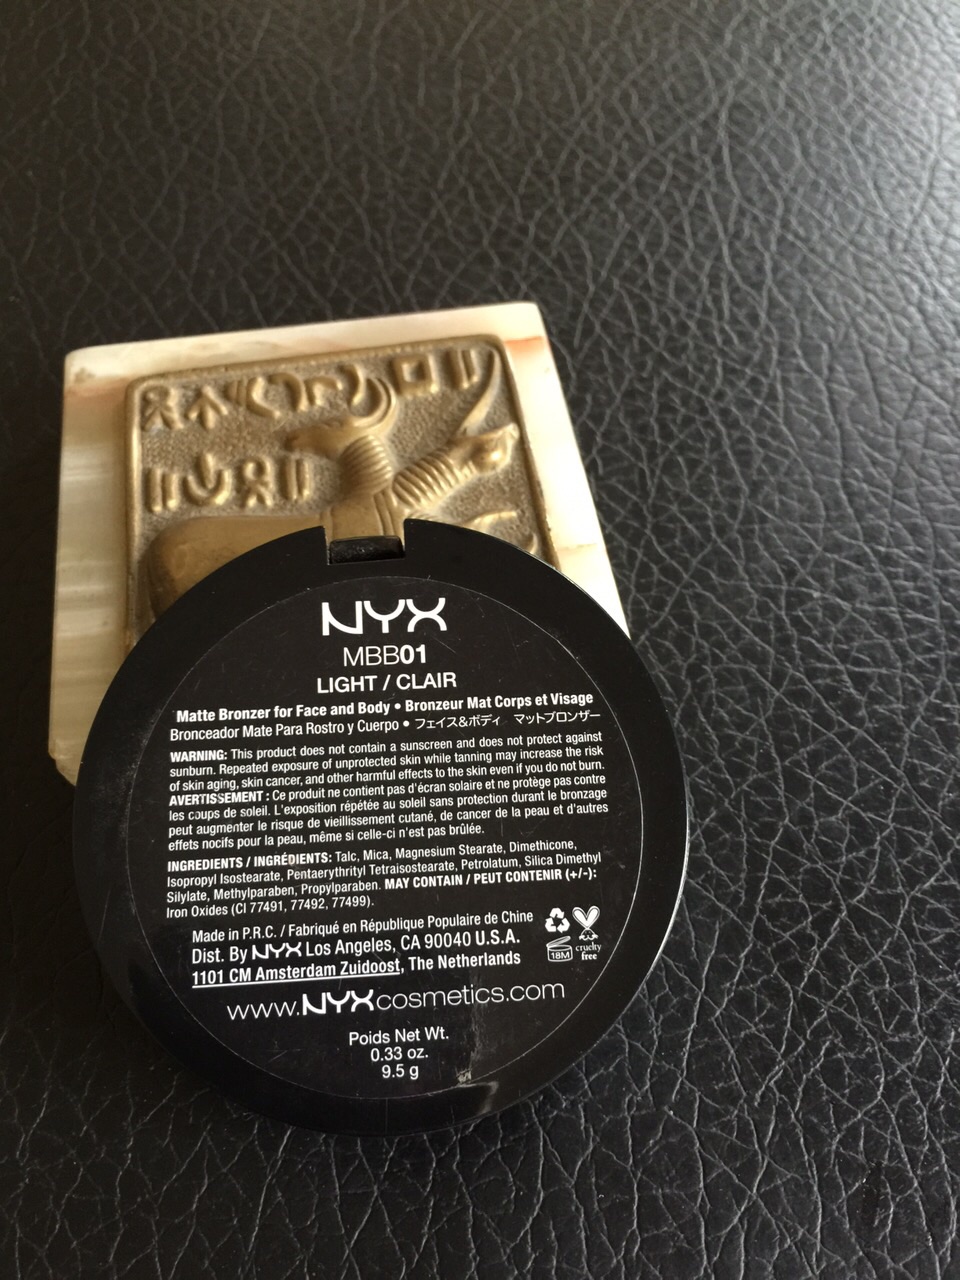 NYX
MBB01
LIGHT / CLAIR
Matte Bronzer for Face and Body • Bronzeur Mat Corps et Visage
Bronceador Mate Para Rostro y Cuerpo • フェイス&ボディ マットブロンザー
WARNING: This product does not contain a sunscreen and does not protect against
sunburn. Repeated exposure of unprotected skin while tanning may increase the risk
of skin aging, skin cancer, and other harmful effects to the skin even if you do not burn.
AVERTISSEMENT : Ce produit ne contient pas d'écran solaire et ne protège pas contre
les coups de soleil. L'exposition répétée au soleil sans protection durant le bronzage
peut augmenter le risque de vieillissement cutané, de cancer de la peau et d'autres
effets nocifs pour la peau, même si celle-ci n'est pas brûlée.
INGREDIENTS / INGRÉDIENTS: Talc, Mica, Magnesium Stearate, Dimethicone,
Isopropyl Isostearate, Pentaerythrityl Tetraisostearate, Petrolatum, Silica Dimethyl
Silylate, Methylparaben, Propylparaben. MAY CONTAIN / PEUT CONTENIR (+/-):
Iron Oxides (CI 77491, 77492, 77499).
Made in P.R.C. / Fabriqué en République Populaire de Chine
Dist. By NYX Los Angeles, CA 90040 U.S.A.
1101 CM Amsterdam Zuidoost, The Netherlands
18M
cruelty
free
www.NYXcosmetics.com
Poids Net Wt.
0.33 oz.
9.5 g